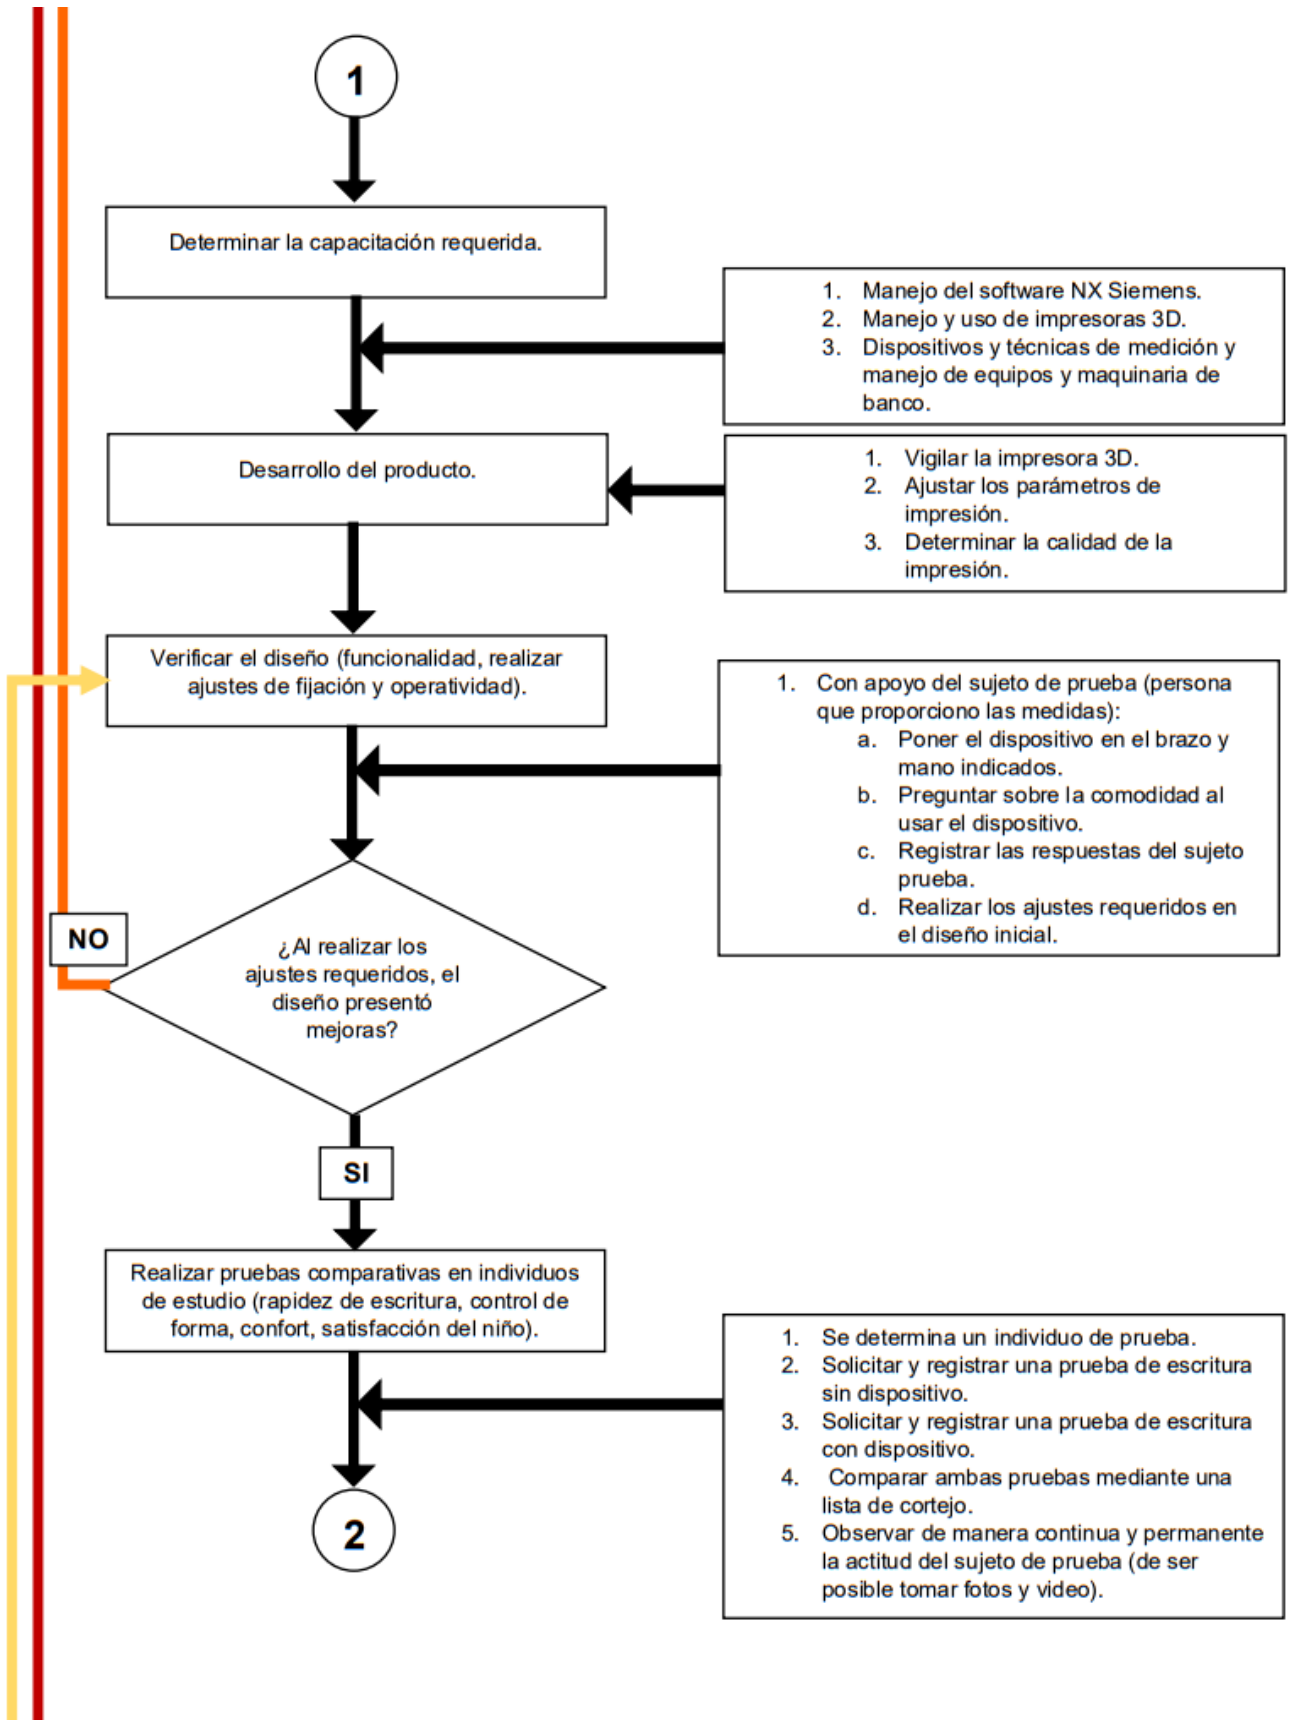 1
Determinar la capacitación requerida.
1. Manejo del software NX Siemens.
2. Manejo y uso de impresoras 3D.
3. Dispositivos y técnicas de medición y
manejo de equipos y maquinaria de
banco.
Desarrollo del producto.
1. Vigilar la impresora 3D.
2. Ajustar los parámetros de
impresión.
3. Determinar la calidad de la
impresión.
Verificar el diseño (funcionalidad, realizar
ajustes de fijación y operatividad).
1. Con apoyo del sujeto de prueba (persona
que proporciono las medidas):
a. Poner el dispositivo en el brazo y
mano indicados.
b. Preguntar sobre la comodidad al
usar el dispositivo.
c. Registrar las respuestas del sujeto
prueba.
d. Realizar los ajustes requeridos en
el diseño inicial.
NO
¿Al realizar los
ajustes requeridos, el
diseño presentó
mejoras?
SI
Realizar pruebas comparativas en individuos
de estudio (rapidez de escritura, control de
forma, confort, satisfacción del niño).
1. Se determina un individuo de prueba.
2. Solicitar y registrar una prueba de escritura
sin dispositivo.
3. Solicitar y registrar una prueba de escritura
con dispositivo.
4. Comparar ambas pruebas mediante una
lista de cortejo.
5. Observar de manera continua y permanente
la actitud del sujeto de prueba (de ser
posible tomar fotos y video).
2